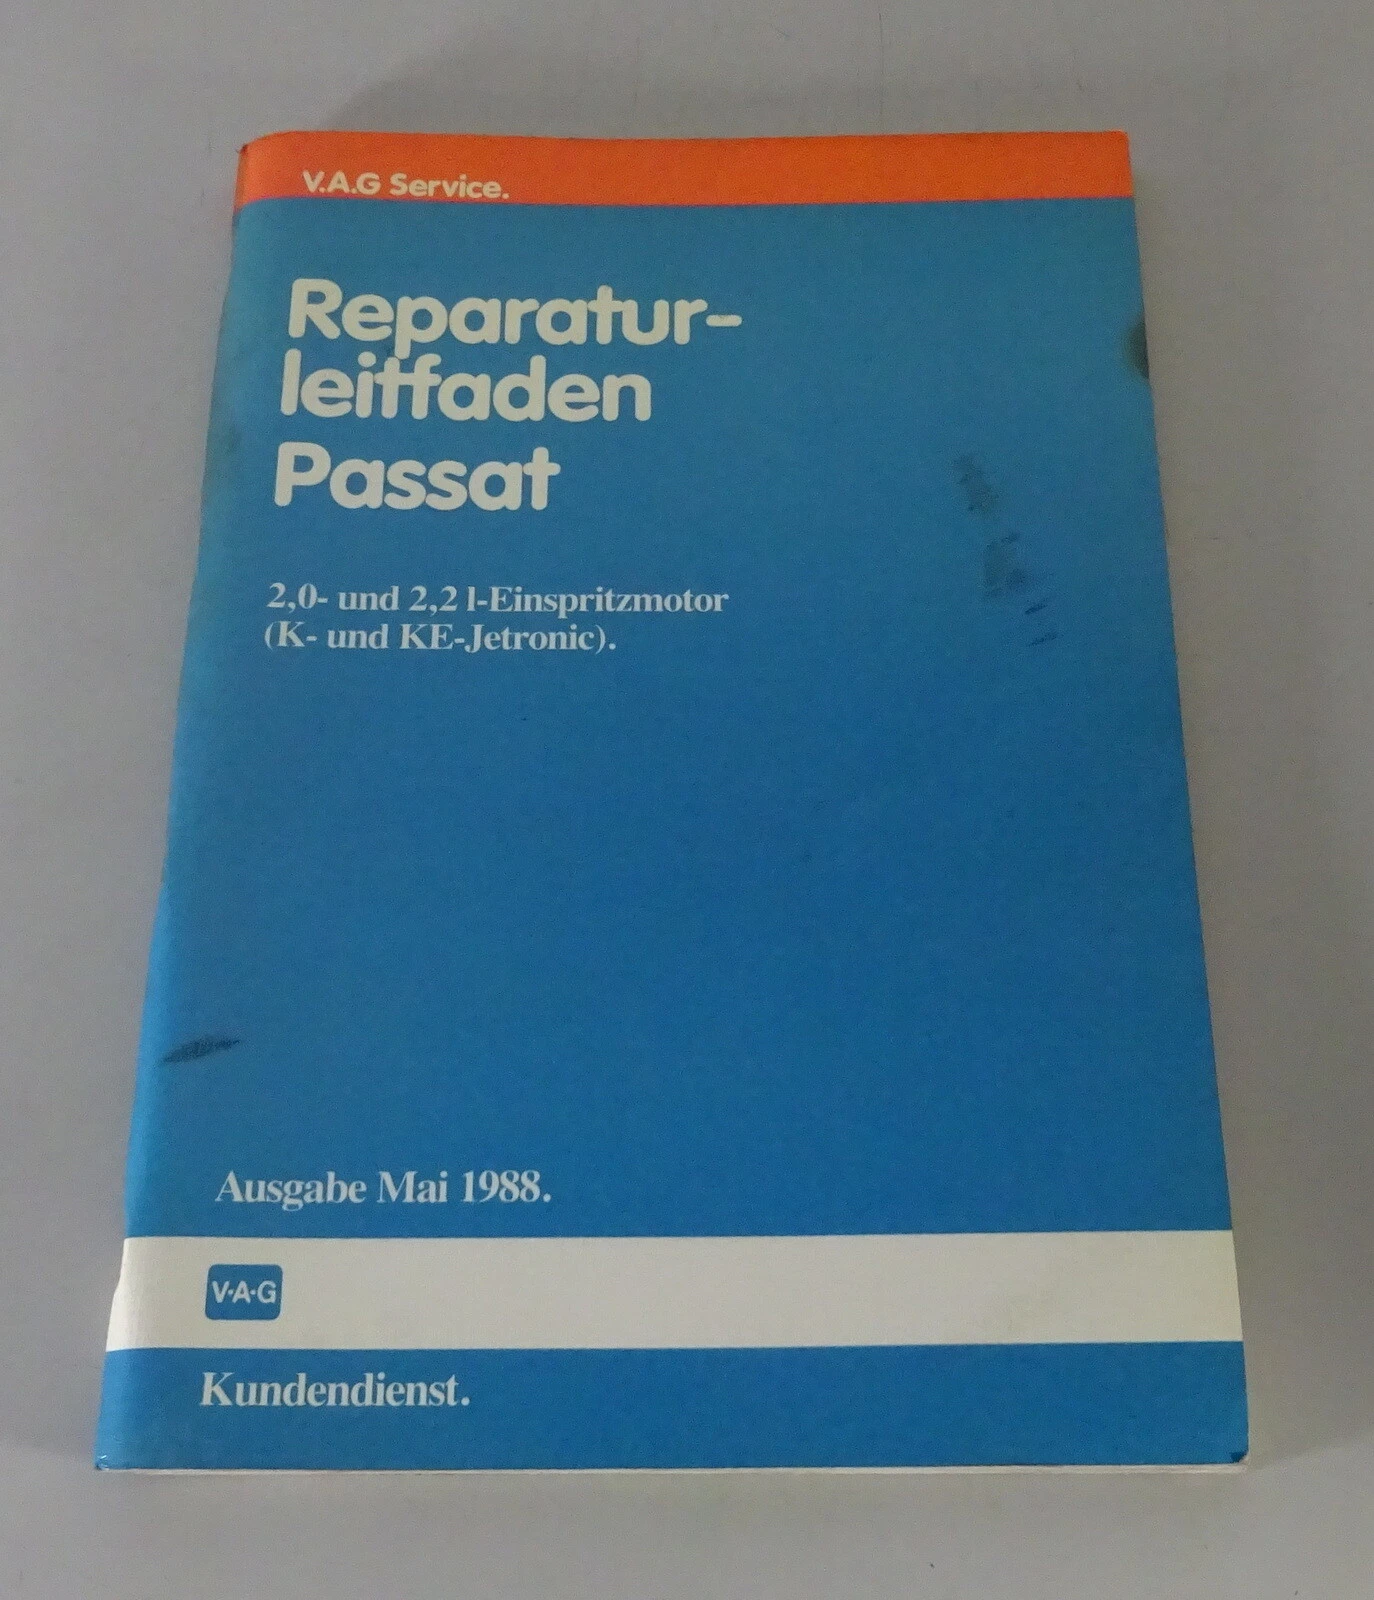 V.A.G Service.
Reparatur-
leitfaden
Passat
2,0- und 2,2 l-Einspritzmotor
(K- und KE-Jetronic).
Ausgabe Mai 1988.
V·A·G
Kundendienst.